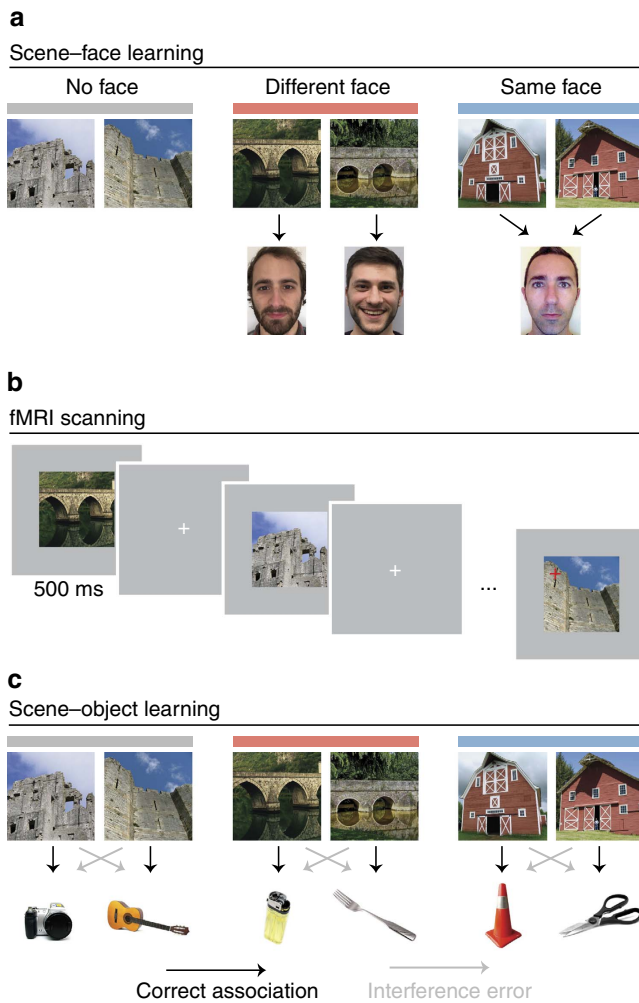 a
Scene–face learning
No face Different face Same face
b
fMRI scanning
500 ms
...
c
Scene–object learning
Correct association Interference error